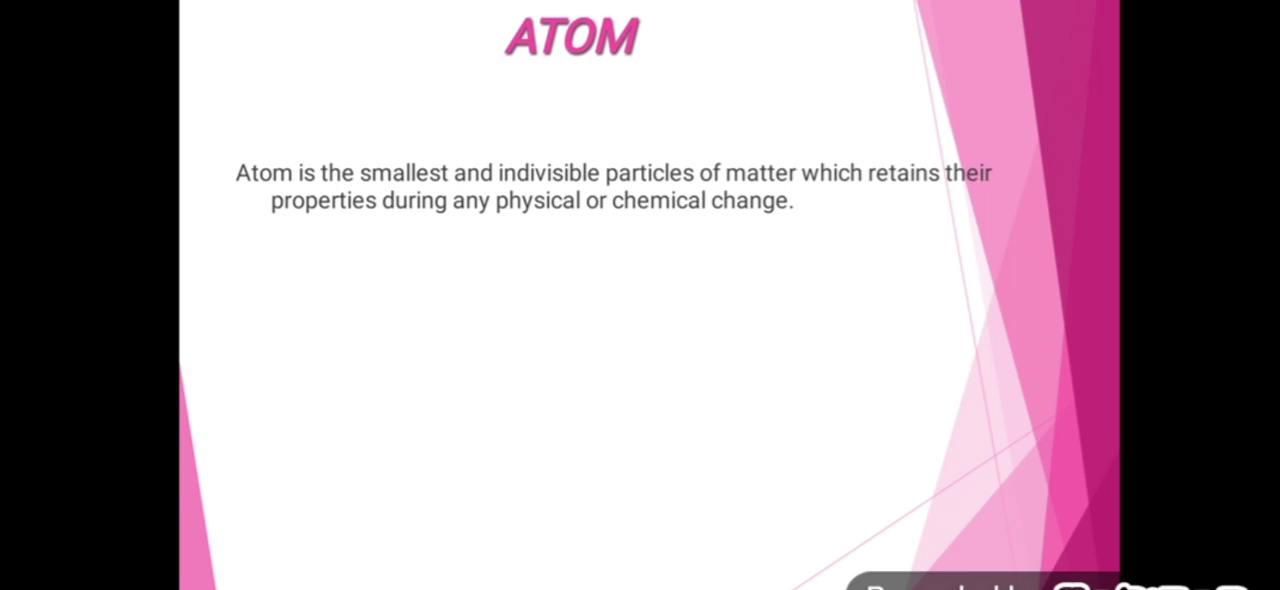 ATOM
Atom is the smallest and indivisible particles of matter which retains their
properties during any physical or chemical change.